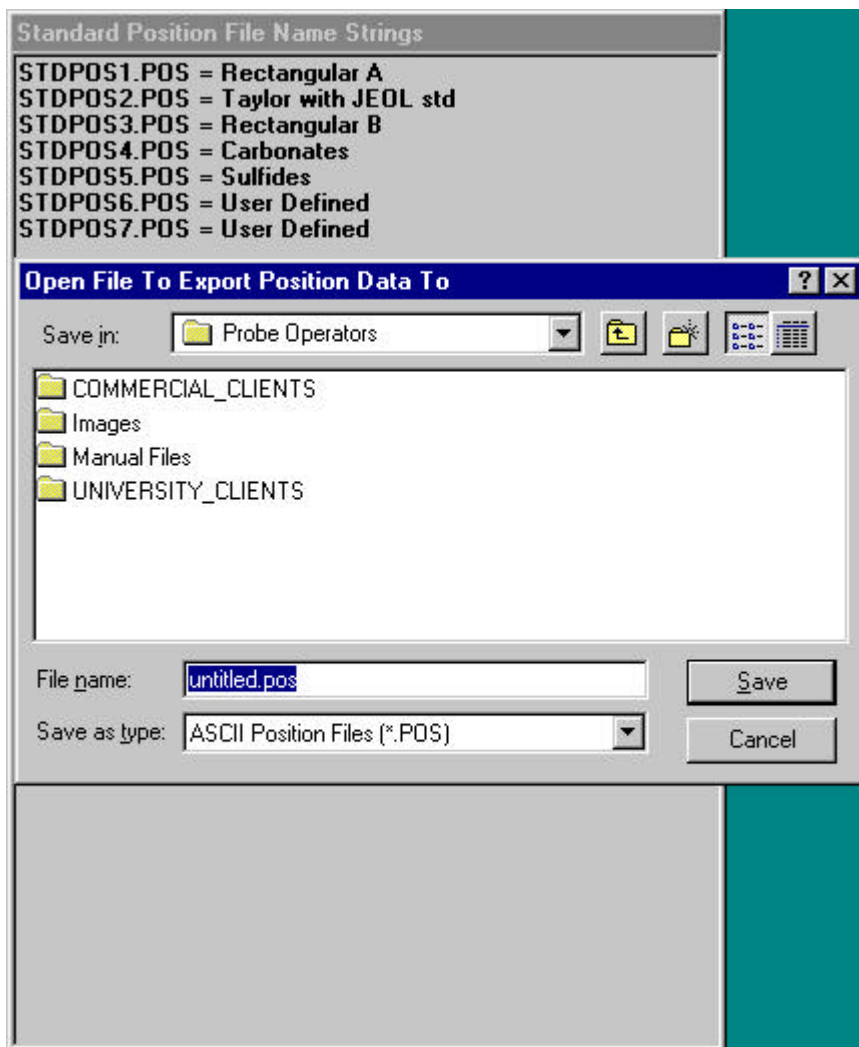 Standard Position File Name Strings
STDPOS1.POS = Rectangular A
STDPOS2.POS = Taylor with JEOL std
STDPOS3.POS = Rectangular B
STDPOS4.POS = Carbonates
STDPOS5.POS = Sulfides
STDPOS6.POS = User Defined
STDPOS7.POS = User Defined
Open File To Export Position Data To
Save in: Probe Operators
COMMERCIAL_CLIENTS
Images
Manual Files
UNIVERSITY_CLIENTS
File name: untitled.pos Save
Save as type: ASCII Position Files (*.POS) Cancel